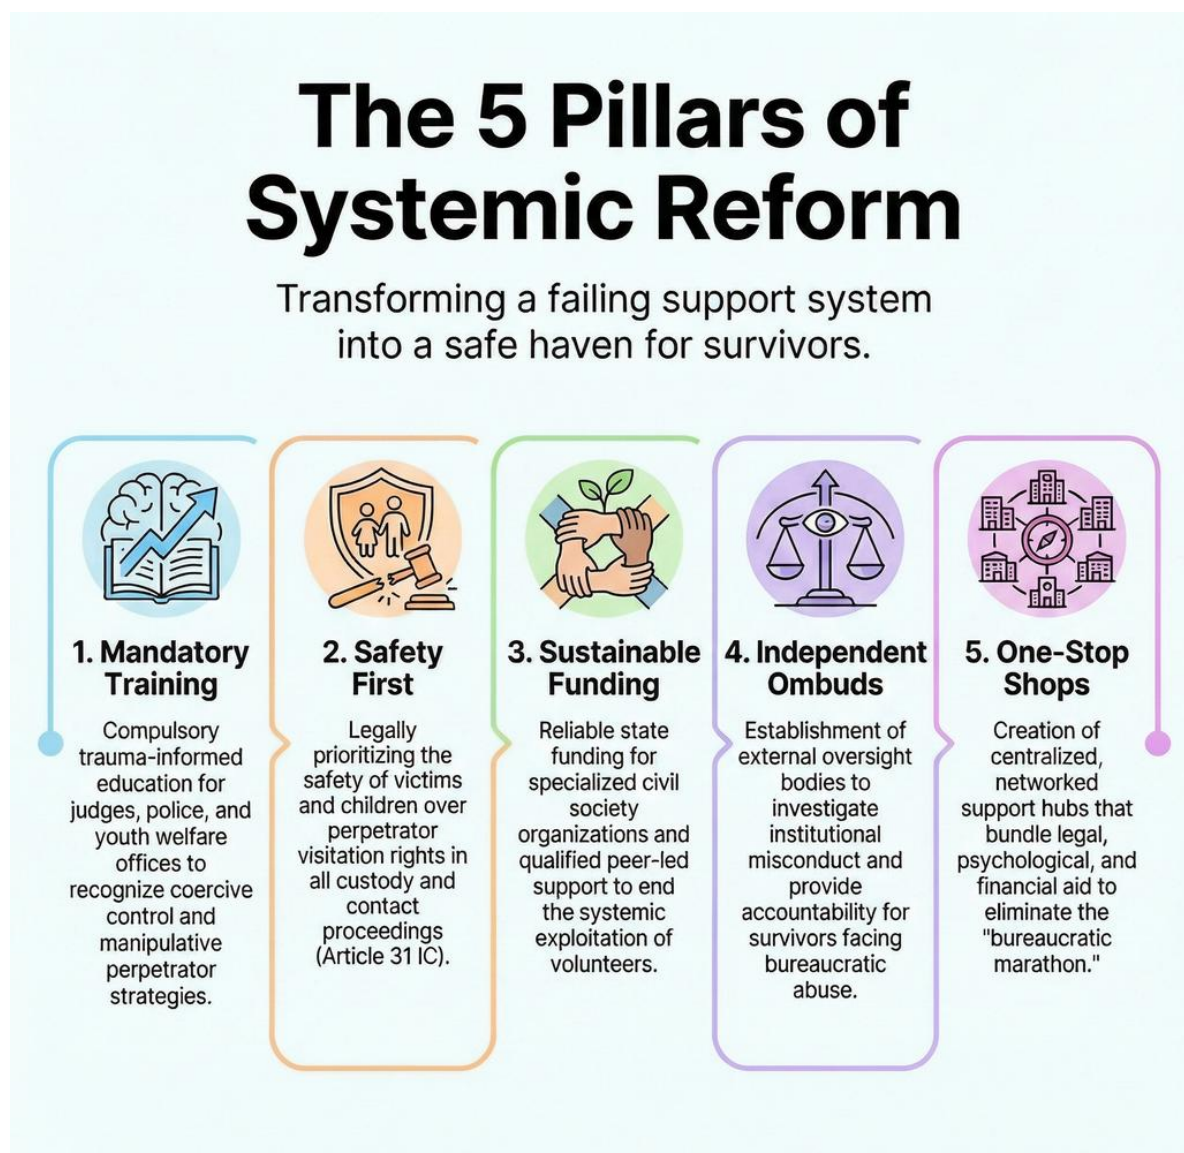 The 5 Pillars of
Systemic Reform
Transforming a failing support system
into a safe haven for survivors.
1. Mandatory
Training
Compulsory
trauma-informed
education for
judges, police, and
youth welfare
offices to
recognize coercive
control and
manipulative
perpetrator
strategies.
2. Safety
First
Legally
prioritizing the
safety of victims
and children over
perpetrator
visitation rights in
all custody and
contact
proceedings
(Article 31 IC).
3. Sustainable
Funding
Reliable state
funding for
specialized civil
society
organizations and
qualified peer-led
support to end
the systemic
exploitation of
volunteers.
4. Independent
Ombuds
Establishment of
external oversight
bodies to
investigate
institutional
misconduct and
provide
accountability for
survivors facing
bureaucratic
abuse.
5. One-Stop
Shops
Creation of
centralized,
networked
support hubs that
bundle legal,
psychological, and
financial aid to
eliminate the
"bureaucratic
marathon."